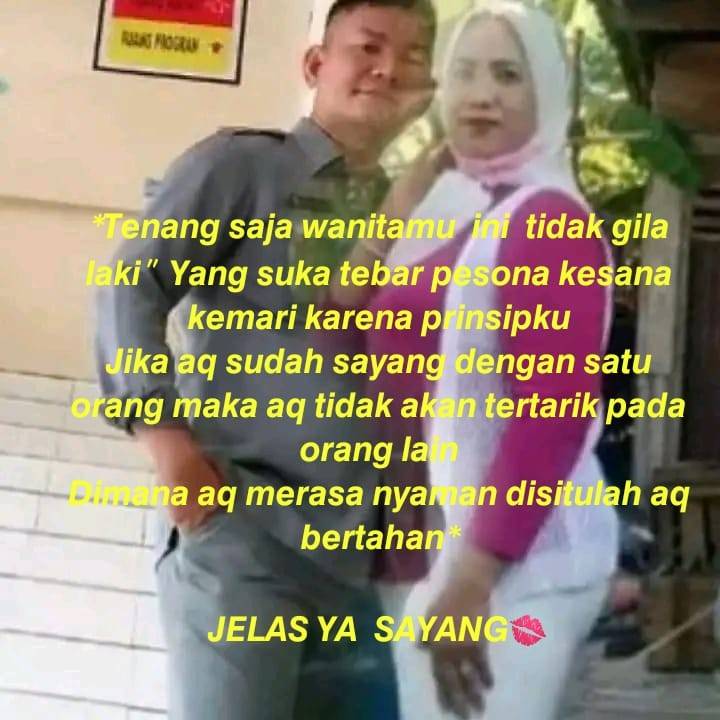 RUANG PROGRAM
*Tenang saja wanitamu ini tidak gila
laki" Yang suka tebar pesona kesana
kemari karena prinsipku
Jika aq sudah sayang dengan satu
orang maka aq tidak akan tertarik pada
orang lain
Dimana aq merasa nyaman disitulah aq
bertahan*
JELAS YA SAYANG💋